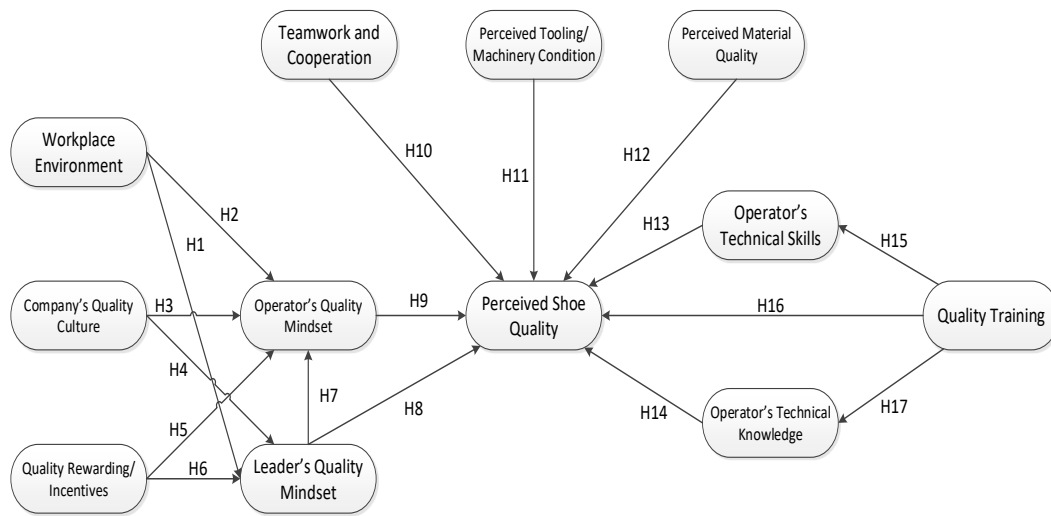 Teamwork and
Cooperation
Perceived Tooling/
Machinery Condition
Perceived Material
Quality
Workplace
Environment
H10
H11
H12
H2
H1
H13
Operator's
Technical Skills
H15
Company's Quality
Culture
H3
Operator's Quality
Mindset
H9
Perceived Shoe
Quality
H16
Quality Training
H4
H7
H8
H5
H14
Operator's Technical
Knowledge
H17
Quality Rewarding/
Incentives
H6
Leader's Quality
Mindset